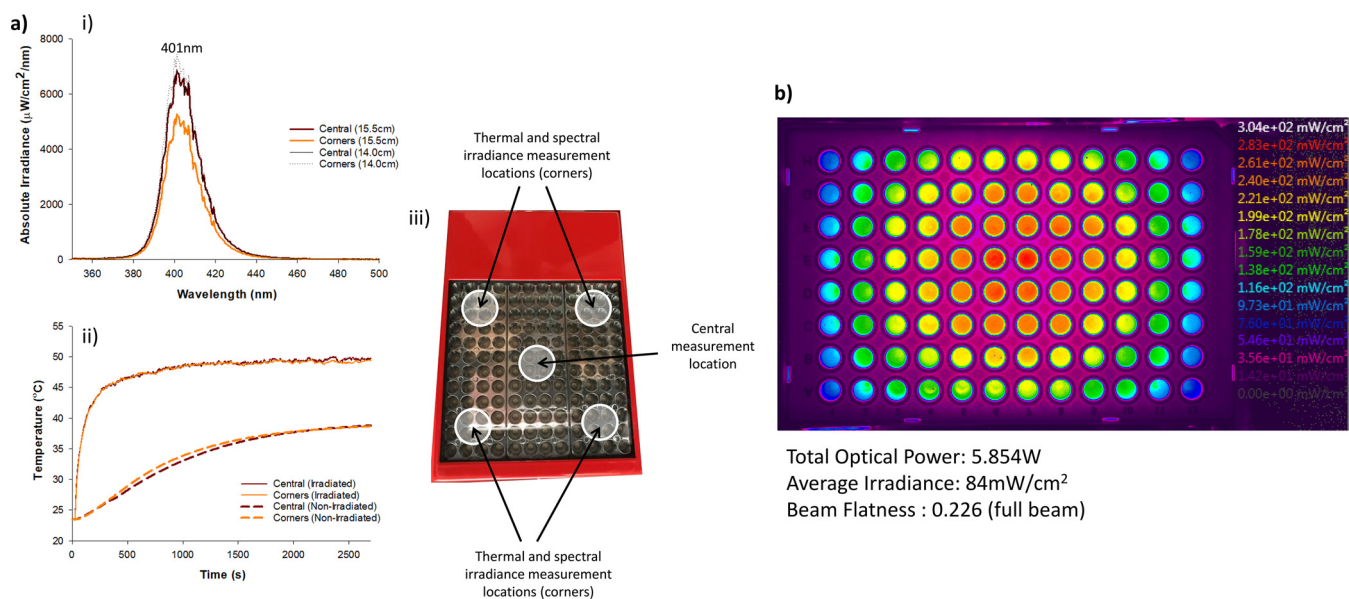 a)
i)
401nm
8000
6000
4000
2000
0
Absolute Irradiance (µW/cm²/nm)
Central (15.5cm)
Corners (15.5cm)
Central (14.0cm)
Corners (14.0cm)
360 380 400 420 440 460 480 500
Wavelength (nm)
ii)
55
50
45
40
35
30
25
20
Temperature (°C)
Central (Irradiated)
Corners (Irradiated)
Central (Non-Irradiated)
Corners (Non-Irradiated)
0 500 1000 1500 2000 2500
Time (s)
iii)
Thermal and spectral
irradiance measurement
locations (corners)
Central
measurement
location
Thermal and spectral
irradiance measurement
locations (corners)
b)
3.04e+02 mW/cm²
2.83e+02 mW/cm²
2.61e+02 mW/cm²
2.40e+02 mW/cm²
2.21e+02 mW/cm²
1.99e+02 mW/cm²
1.78e+02 mW/cm²
1.59e+02 mW/cm²
1.38e+02 mW/cm²
1.16e+02 mW/cm²
9.73e+01 mW/cm²
7.60e+01 mW/cm²
5.46e+01 mW/cm²
3.56e+01 mW/cm²
1.42e+01 mW/cm²
0.00e+00 mW/cm²
H
E
D
C
B
A
Total Optical Power: 5.854W
Average Irradiance: 84mW/cm²
Beam Flatness : 0.226 (full beam)